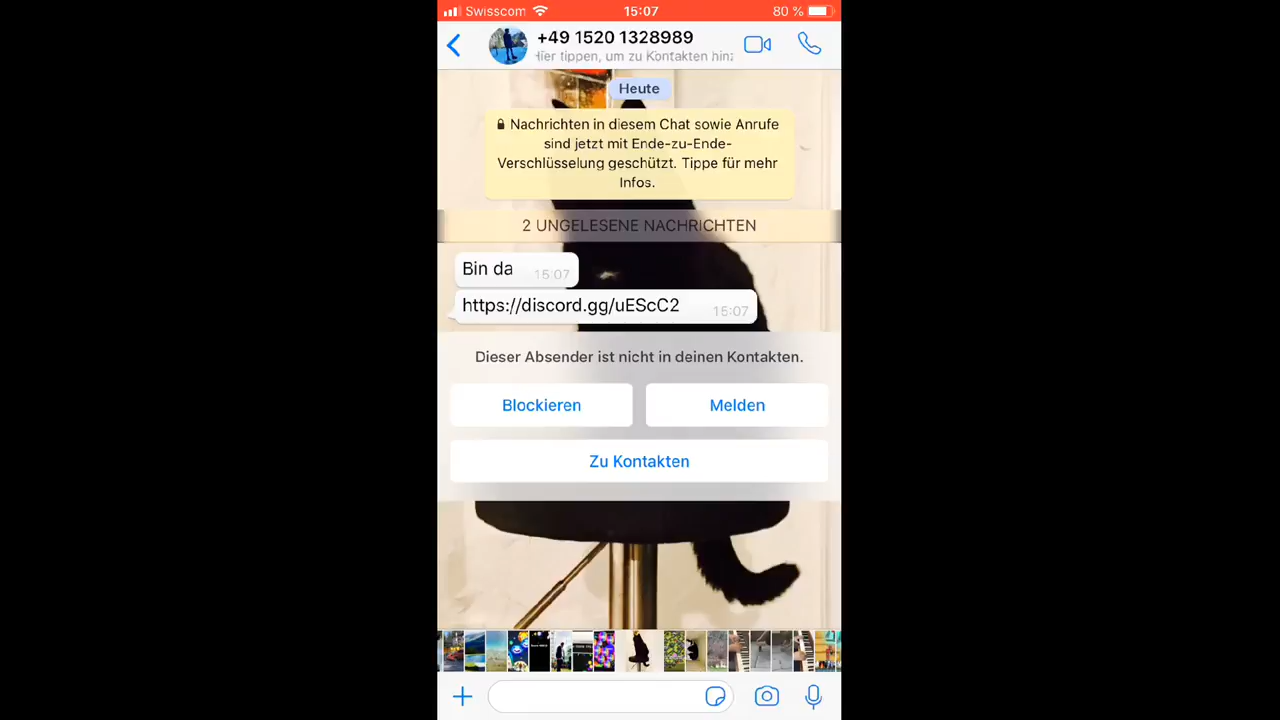 Swisscom 15:07 80 %
+49 1520 1328989
Hier tippen, um zu Kontakten hinz
Heute
Nachrichten in diesem Chat sowie Anrufe
sind jetzt mit Ende-zu-Ende-
Verschlüsselung geschützt. Tippe für mehr
Infos.
2 UNGELESENE NACHRICHTEN
Bin da 15:07
https://discord.gg/uEScC2 15:07
Dieser Absender ist nicht in deinen Kontakten.
Blockieren Melden
Zu Kontakten